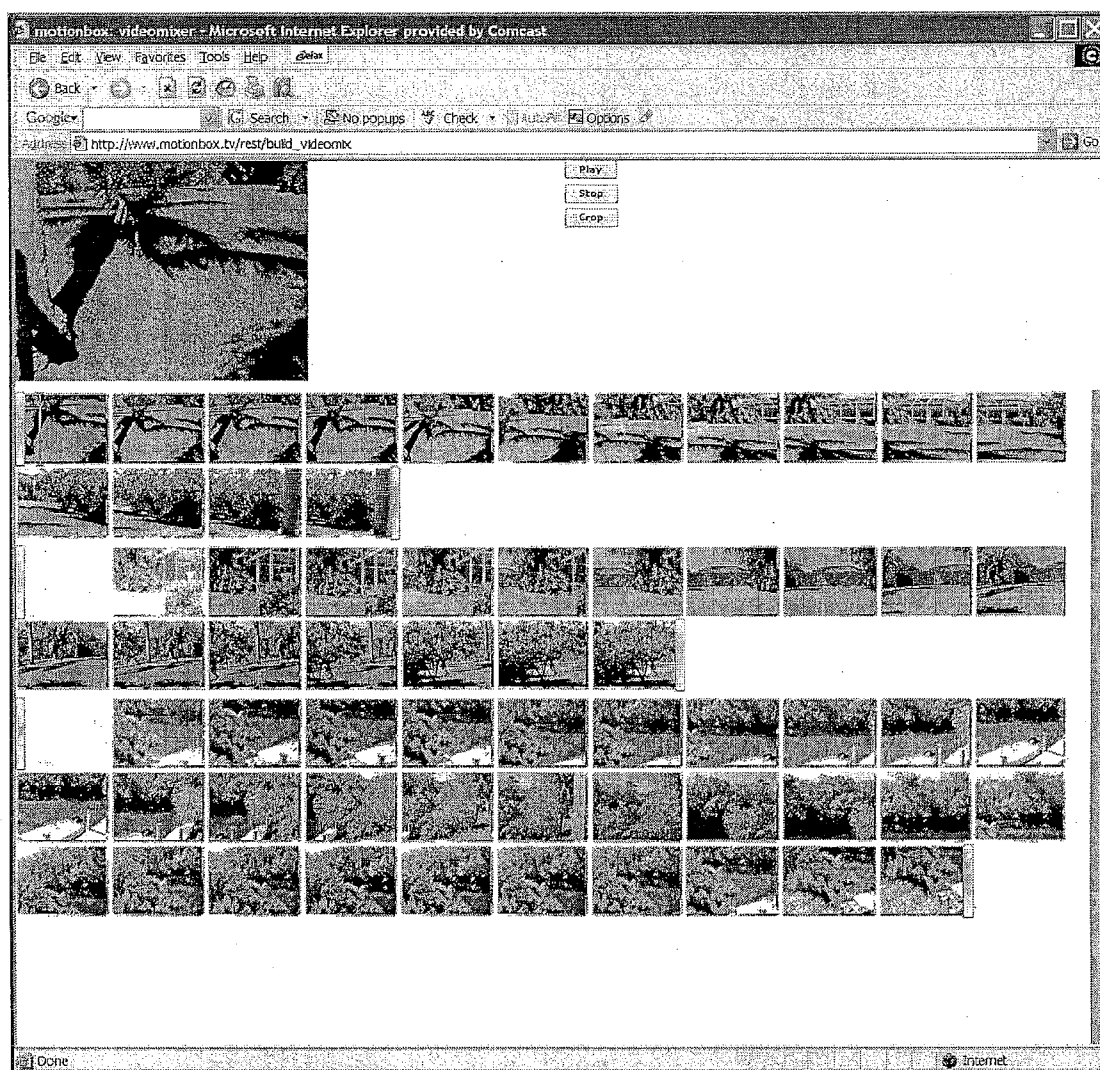 motionbox: videomixer - Microsoft Internet Explorer provided by Comcast
File Edit View Favorites Tools Help
Back
Google Search No popups Check AutoFill Options
Address http://www.motionbox.tv/rest/build_videomix Go
Play
Stop
Crop
Done Internet